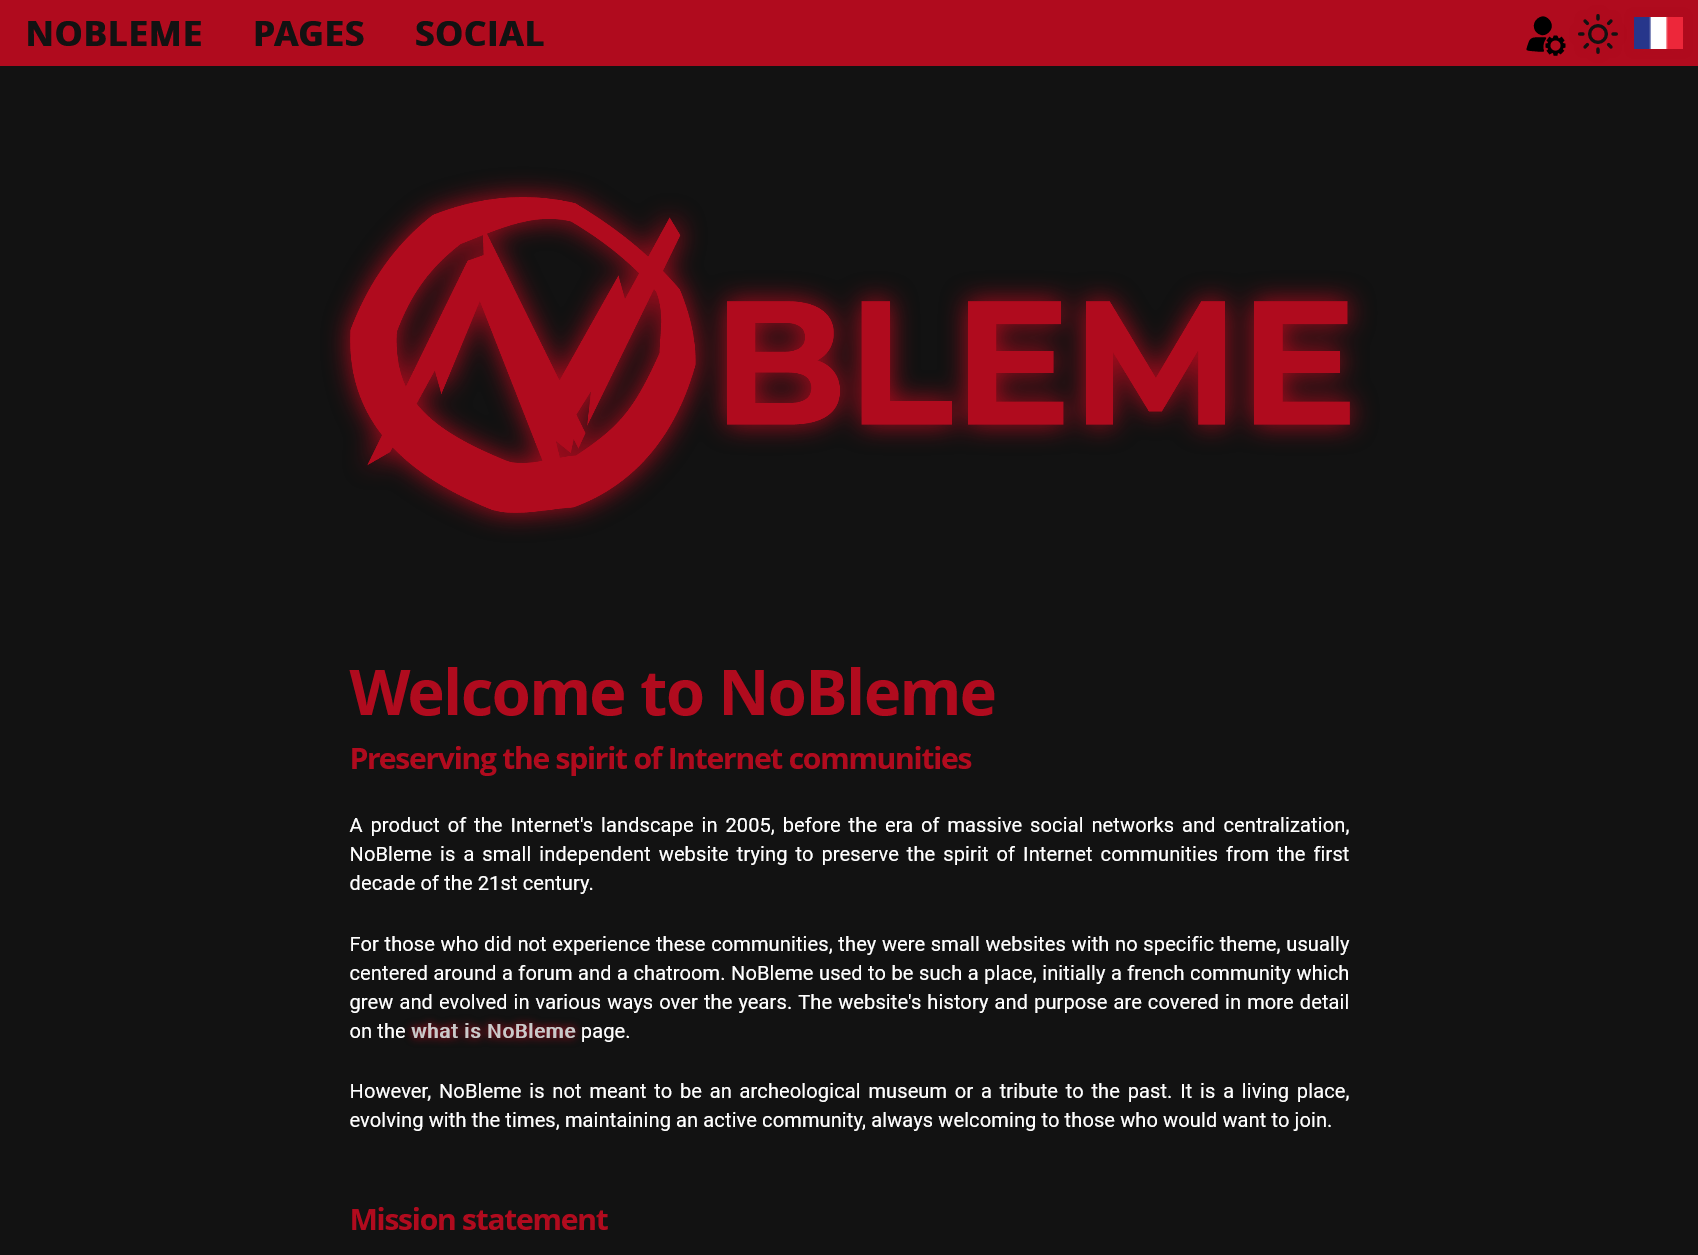 NOBLEME PAGES SOCIAL
NBLEME
Welcome to NoBleme
Preserving the spirit of Internet communities
A product of the Internet's landscape in 2005, before the era of massive social networks and centralization,
NoBleme is a small independent website trying to preserve the spirit of Internet communities from the first
decade of the 21st century.
For those who did not experience these communities, they were small websites with no specific theme, usually
centered around a forum and a chatroom. NoBleme used to be such a place, initially a french community which
grew and evolved in various ways over the years. The website's history and purpose are covered in more detail
on the what is NoBleme page.
However, NoBleme is not meant to be an archeological museum or a tribute to the past. It is a living place,
evolving with the times, maintaining an active community, always welcoming to those who would want to join.
Mission statement